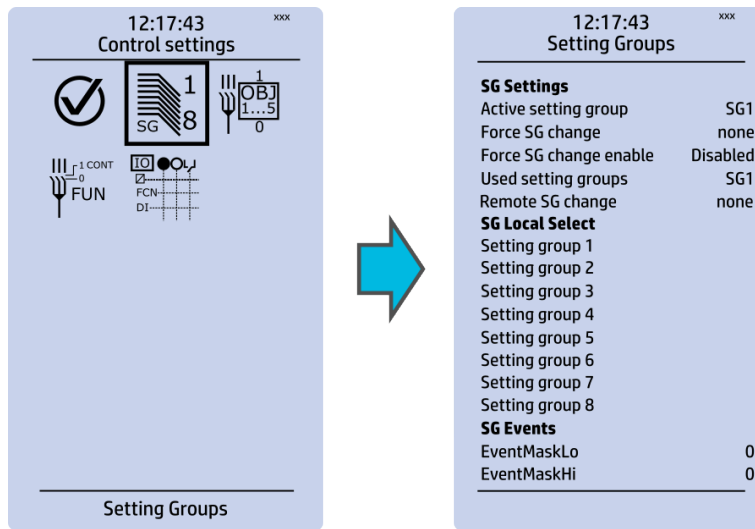 12:17:43
xxx
Control settings
1
SG
8
1
OBJ
1...5
0
1 CONT
0
FUN
IO
FCN
DI
Setting Groups
12:17:43
xxx
Setting Groups
SG Settings
Active setting group SG1
Force SG change none
Force SG change enable Disabled
Used setting groups SG1
Remote SG change none
SG Local Select
Setting group 1
Setting group 2
Setting group 3
Setting group 4
Setting group 5
Setting group 6
Setting group 7
Setting group 8
SG Events
EventMaskLo 0
EventMaskHi 0